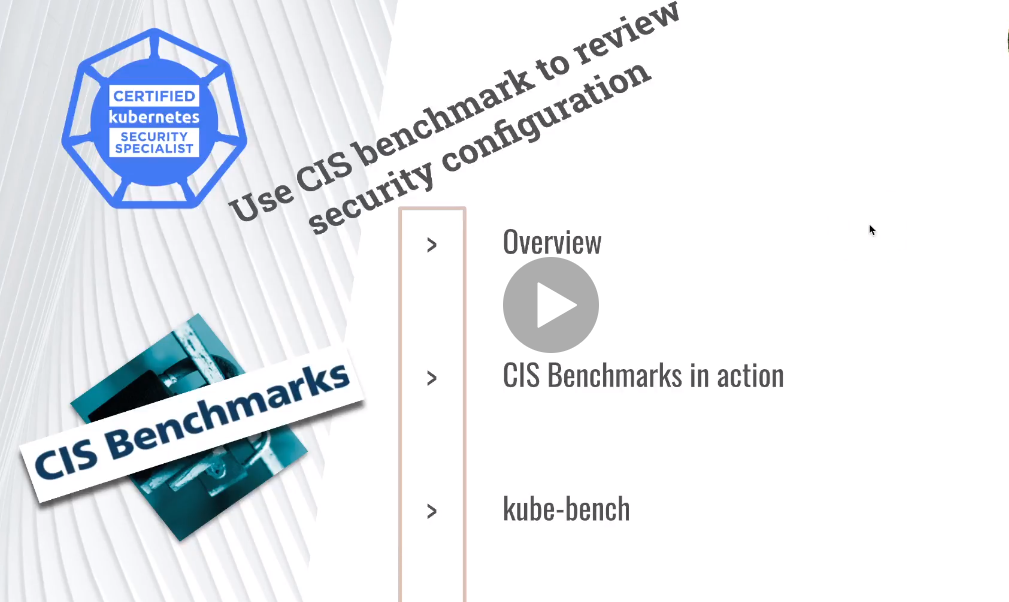 CERTIFIED
kubernetes
SECURITY
SPECIALIST
Use CIS benchmark to review
security configuration
> Overview
CIS Benchmarks
> CIS Benchmarks in action
> kube-bench